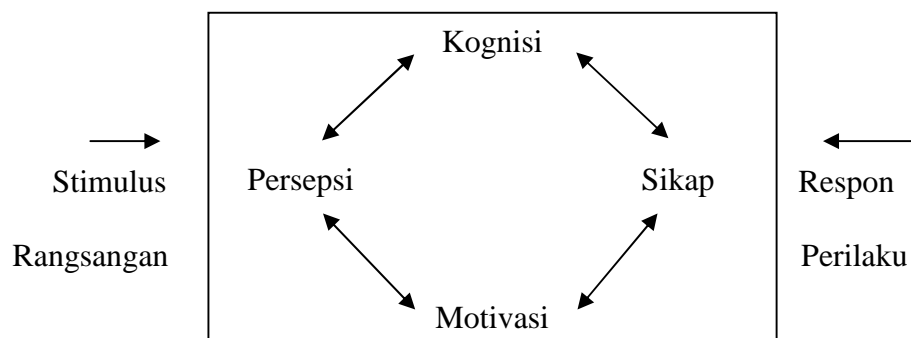 Kognisi
Stimulus Persepsi Sikap Respon
Rangsangan Perilaku
Motivasi